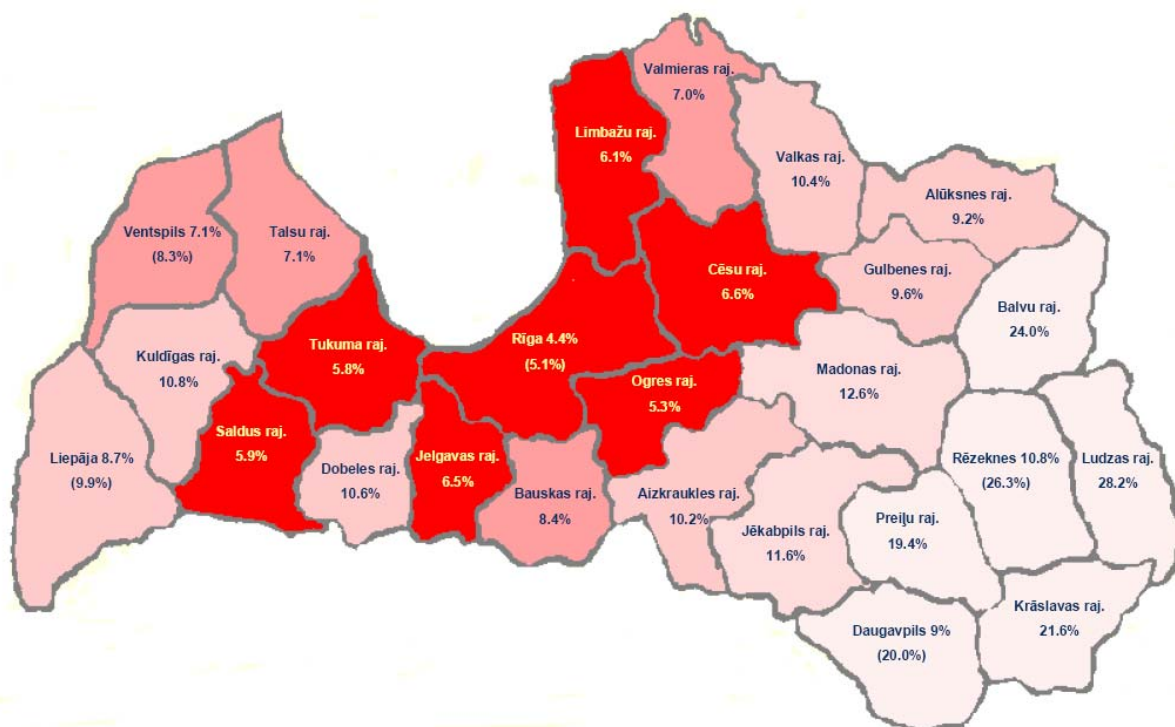 Valmieras raj.
7.0%
Limbažu raj.
6.1%
Valkas raj.
10.4%
Alūksnes raj.
9.2%
Ventspils 7.1%
(8.3%)
Talsu raj.
7.1%
Cēsu raj.
6.6%
Gulbenes raj.
9.6%
Balvu raj.
24.0%
Kuldīgas raj.
10.8%
Tukuma raj.
5.8%
Rīga 4.4%
(5.1%)
Ogres raj.
5.3%
Madonas raj.
12.6%
Saldus raj.
5.9%
Liepāja 8.7%
(9.9%)
Dobeles raj.
10.6%
Jelgavas raj.
6.5%
Bauskas raj.
8.4%
Aizkraukles raj.
10.2%
Jēkabpils raj.
11.6%
Preiļu raj.
19.4%
Rēzeknes 10.8%
(26.3%)
Ludzas raj.
28.2%
Daugavpils 9%
(20.0%)
Krāslavas raj.
21.6%